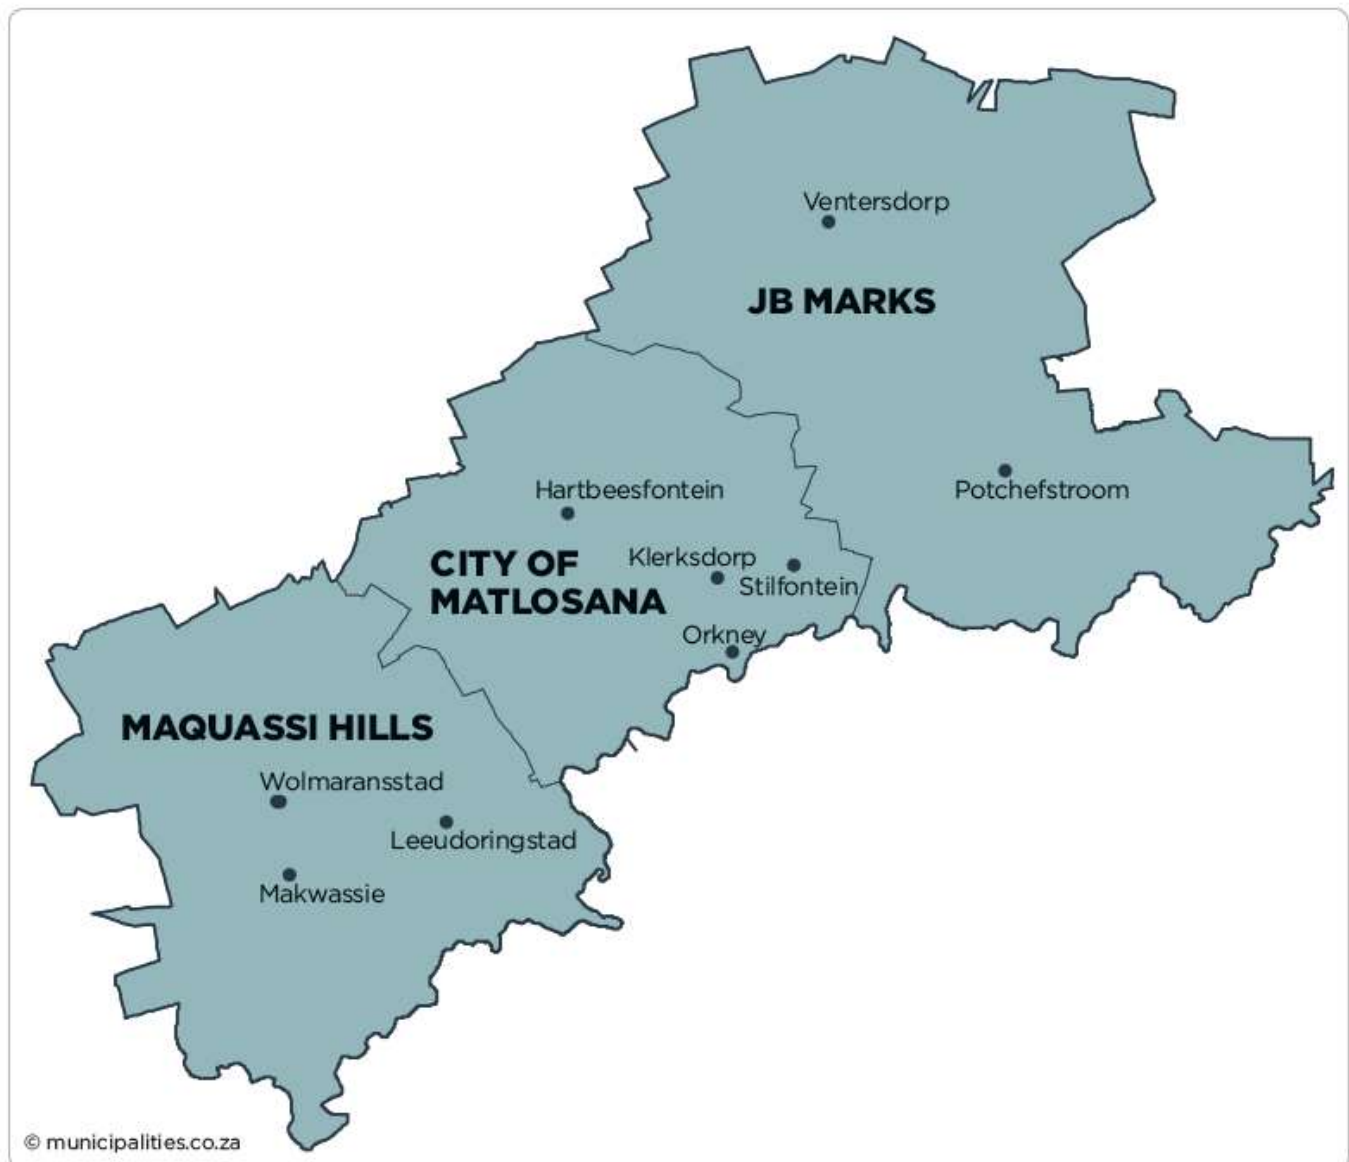 Ventersdorp
JB MARKS
Hartbeesfontein
Potchefstroom
CITY OF
MATLOSANA
Klerksdorp
Stilfontein
Orkney
MAQUASSI HILLS
Wolmaransstad
Leeudoringstad
Makwassie
© municipalities.co.za